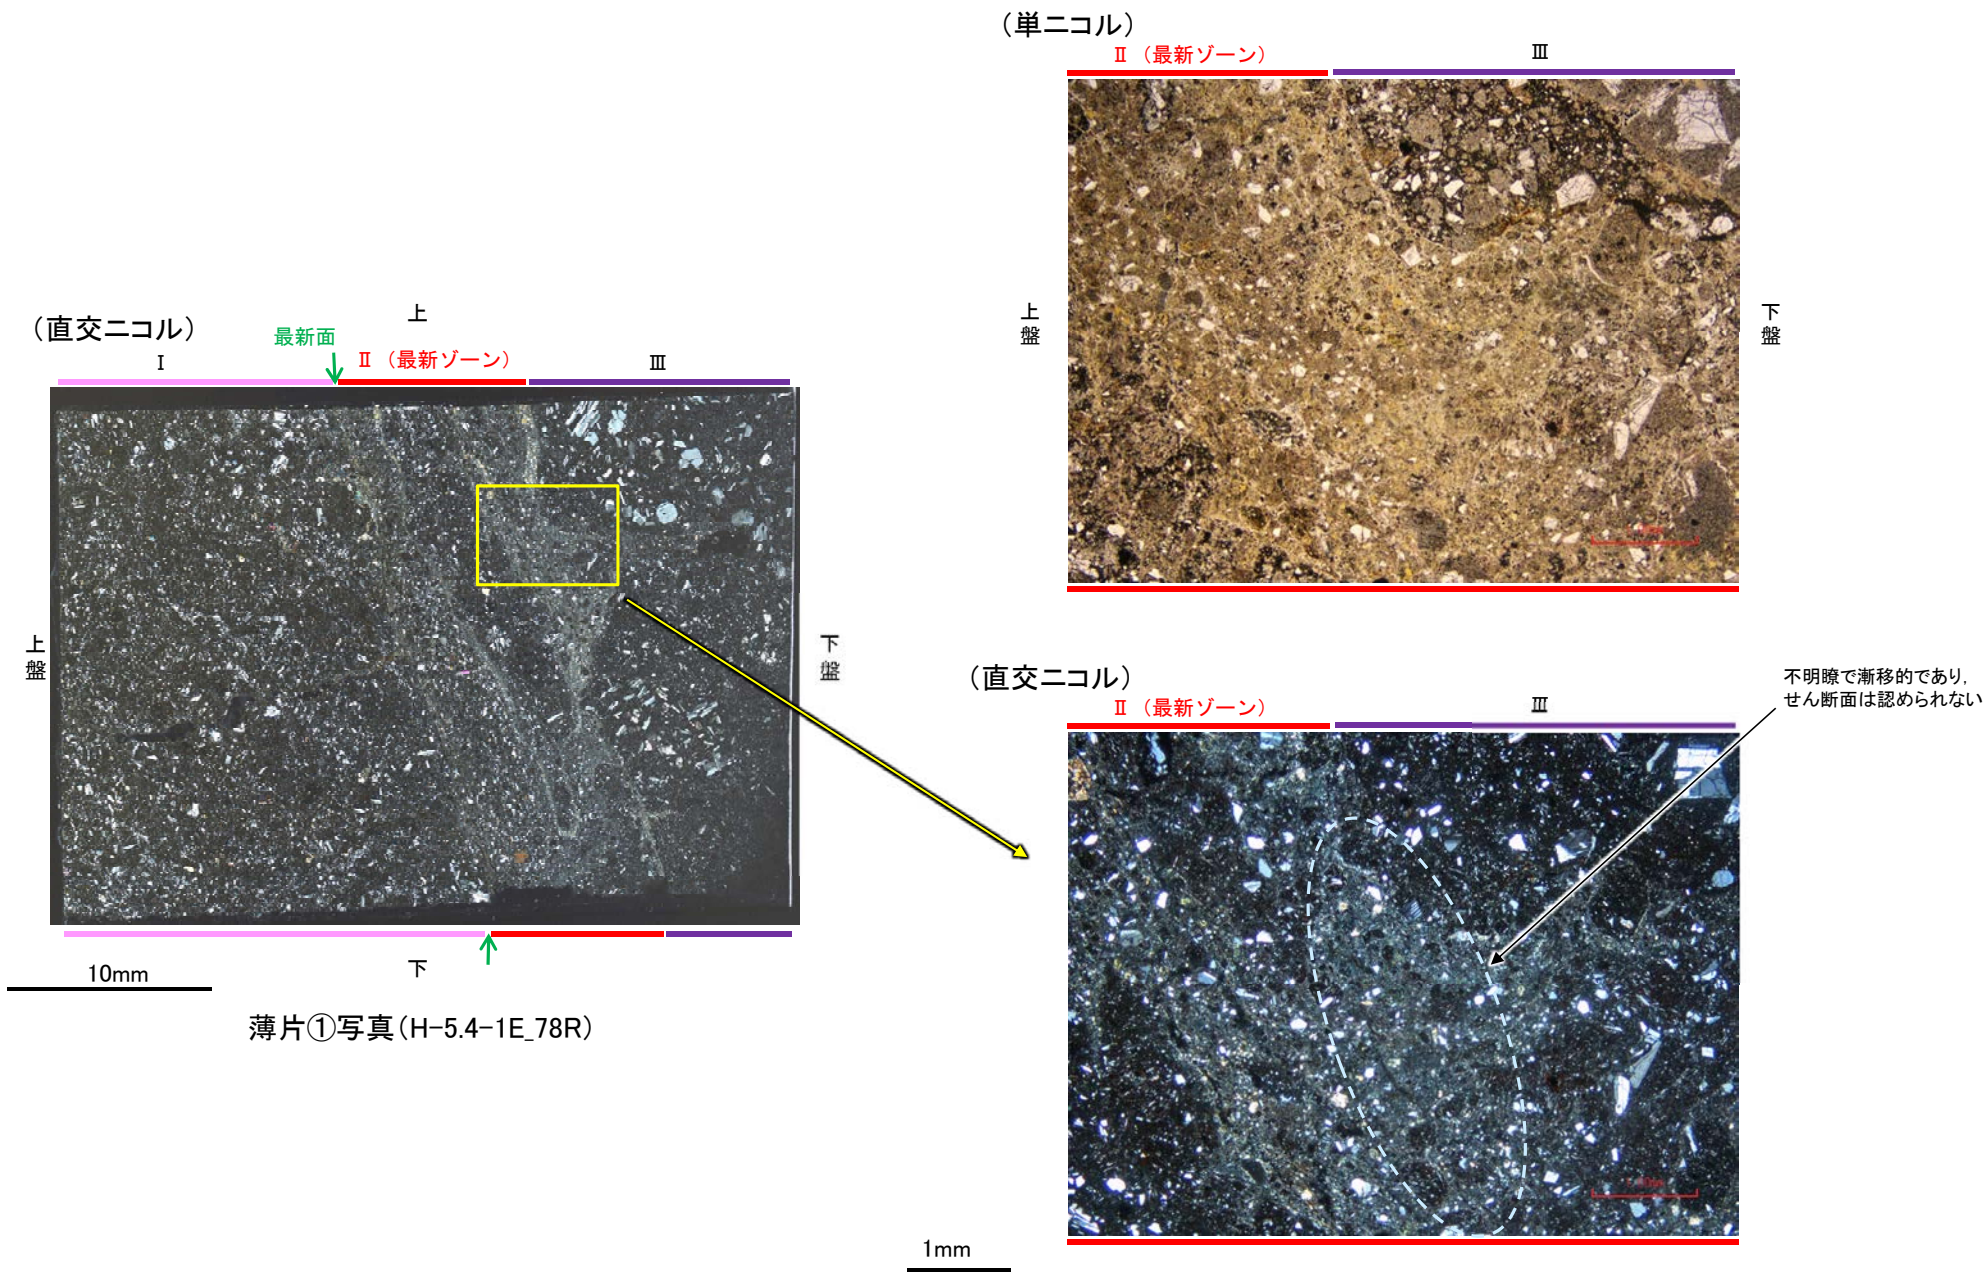 (単ニコル)
Ⅱ (最新ゾーン)
Ⅲ
上盤
下盤
(直交ニコル)
上
最新面
Ⅰ
Ⅱ (最新ゾーン)
Ⅲ
上盤
下盤
下
10mm
薄片①写真(H-5.4-1E_78R)
(直交ニコル)
Ⅱ (最新ゾーン)
Ⅲ
不明瞭で漸移的であり,
せん断面は認められない
1mm